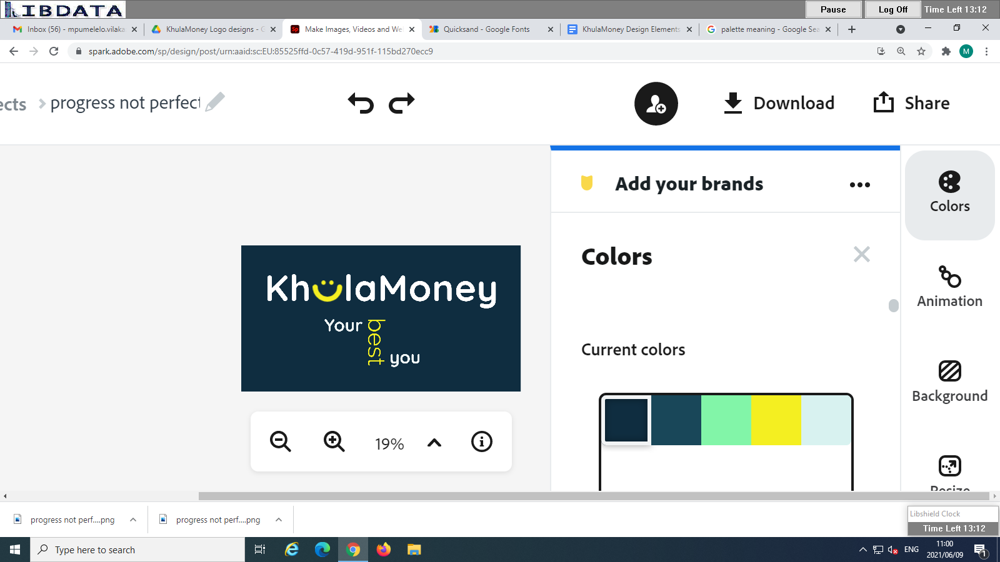 LIBDATA
Pause
Log Off
Time Left 13:12
Inbox (56) - mpumelelo.vilaka
KhulaMoney Logo designs - G
Make Images, Videos and We
Quicksand - Google Fonts
KhulaMoney Design Elements
palette meaning - Google Sea
spark.adobe.com/sp/design/post/urn:aaid:sc:EU:85525ffd-0c57-419d-951f-115bd270ecc9
M
ects
progress not perfect
Download
Share
Add your brands
Colors
Colors
Animation
KhulaMoney
Your
best
you
Current colors
Background
19%
Resize
progress not perf....png
progress not perf....png
Libshield Clock
Time Left 13:12
Type here to search
ENG
11:00
2021/06/09
1